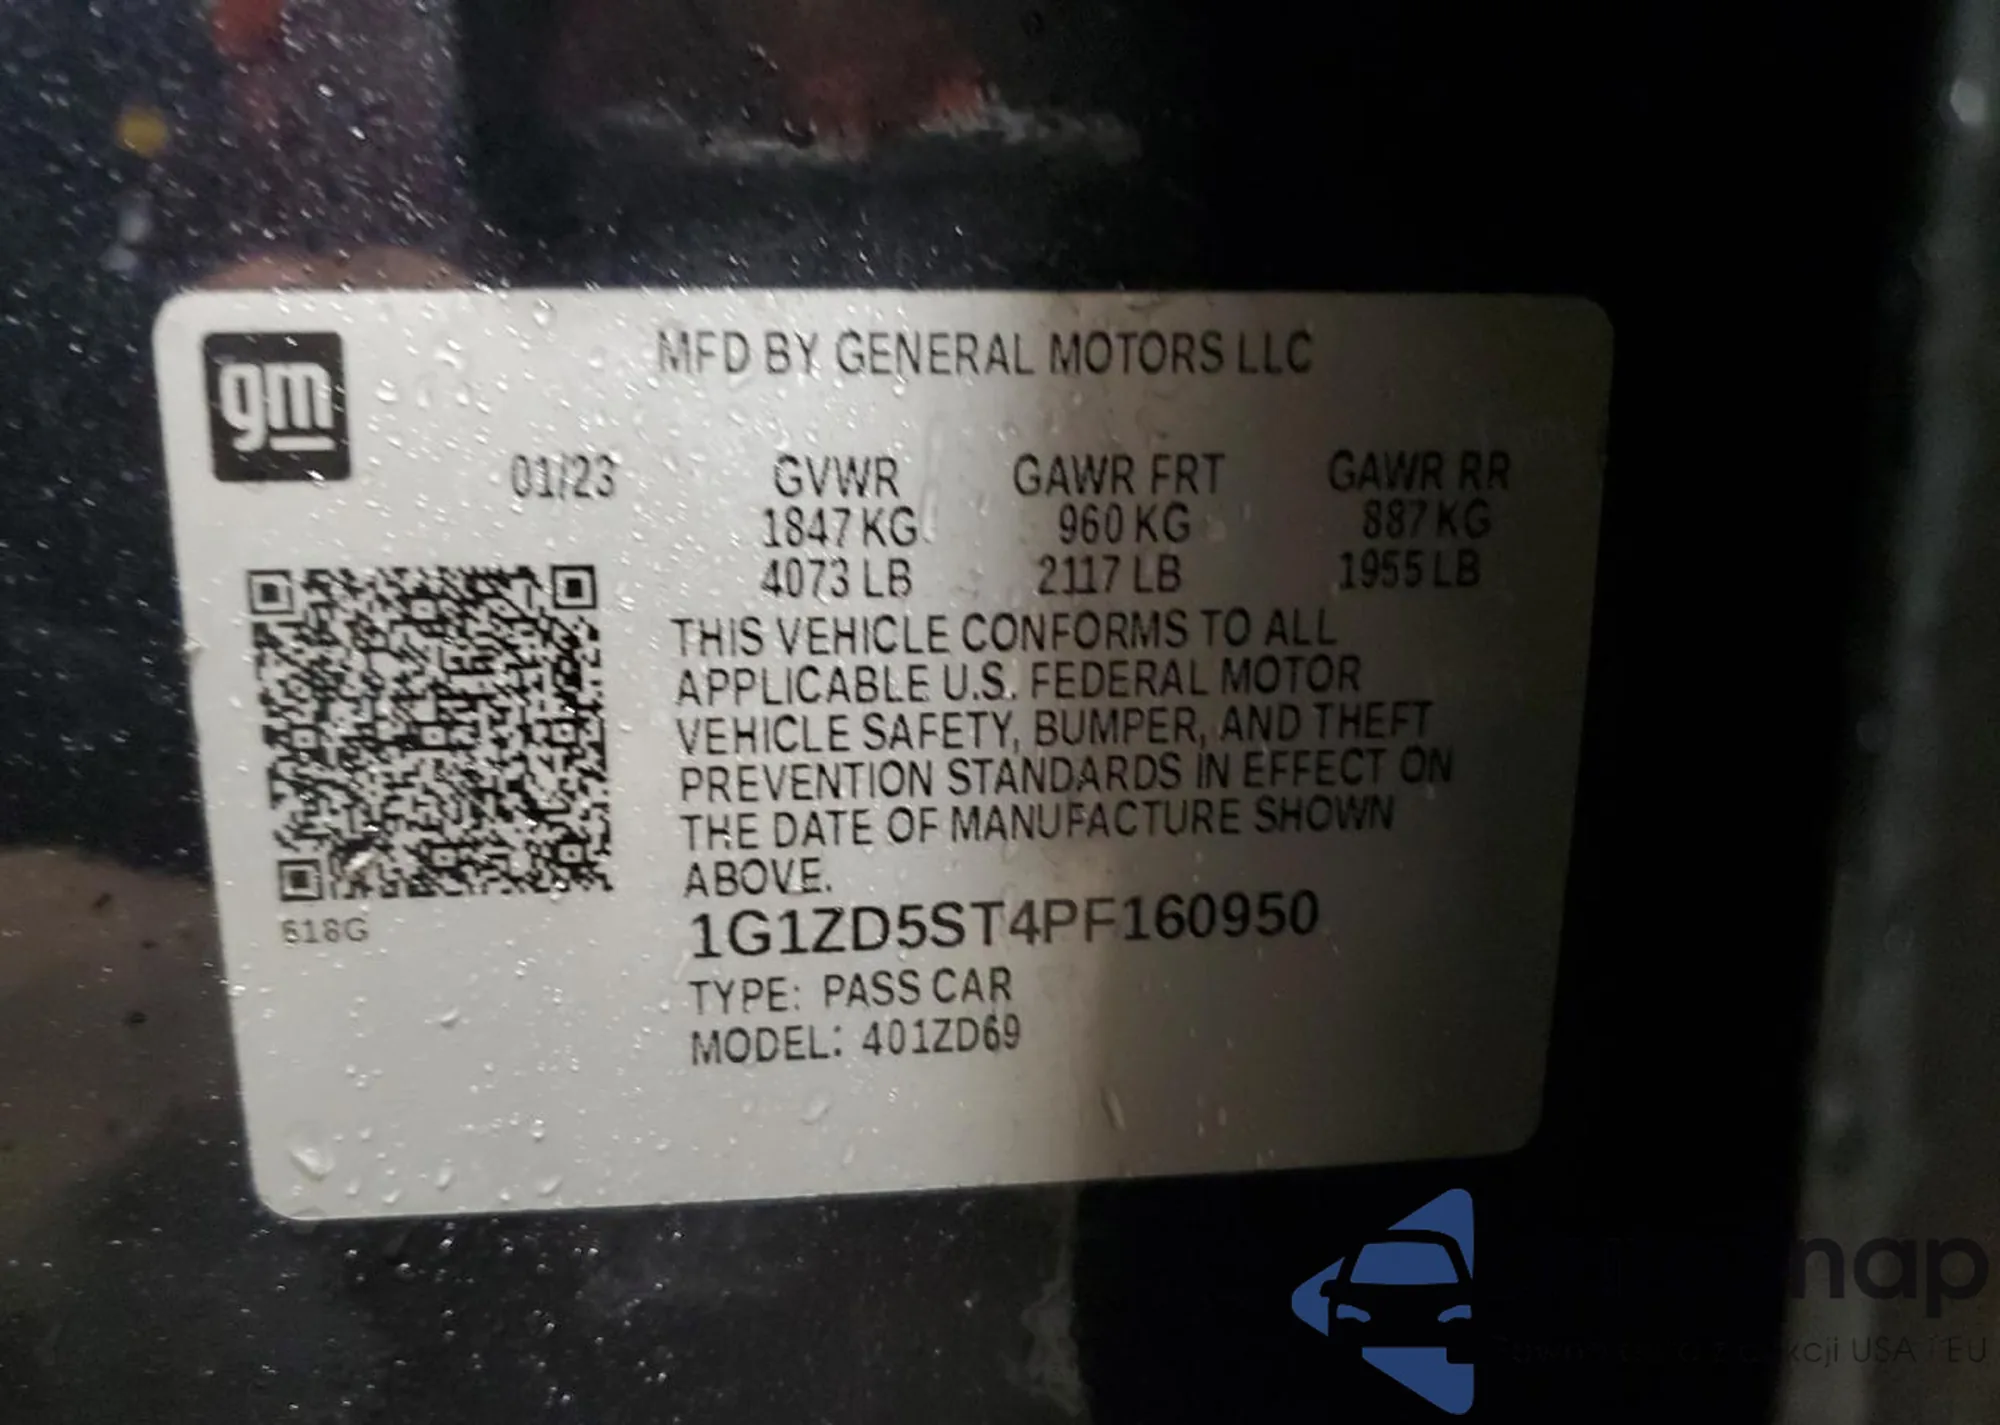 gm
MFD BY GENERAL MOTORS LLC
01/23 GVWR GAWR FRT GAWR RR
1847 KG 960 KG 887 KG
4073 LB 2117 LB 1955 LB
THIS VEHICLE CONFORMS TO ALL
APPLICABLE U.S. FEDERAL MOTOR
VEHICLE SAFETY, BUMPER, AND THEFT
PREVENTION STANDARDS IN EFFECT ON
THE DATE OF MANUFACTURE SHOWN
ABOVE.
618G
1G1ZD5ST4PF160950
TYPE: PASS CAR
MODEL: 401ZD69
USA i EU